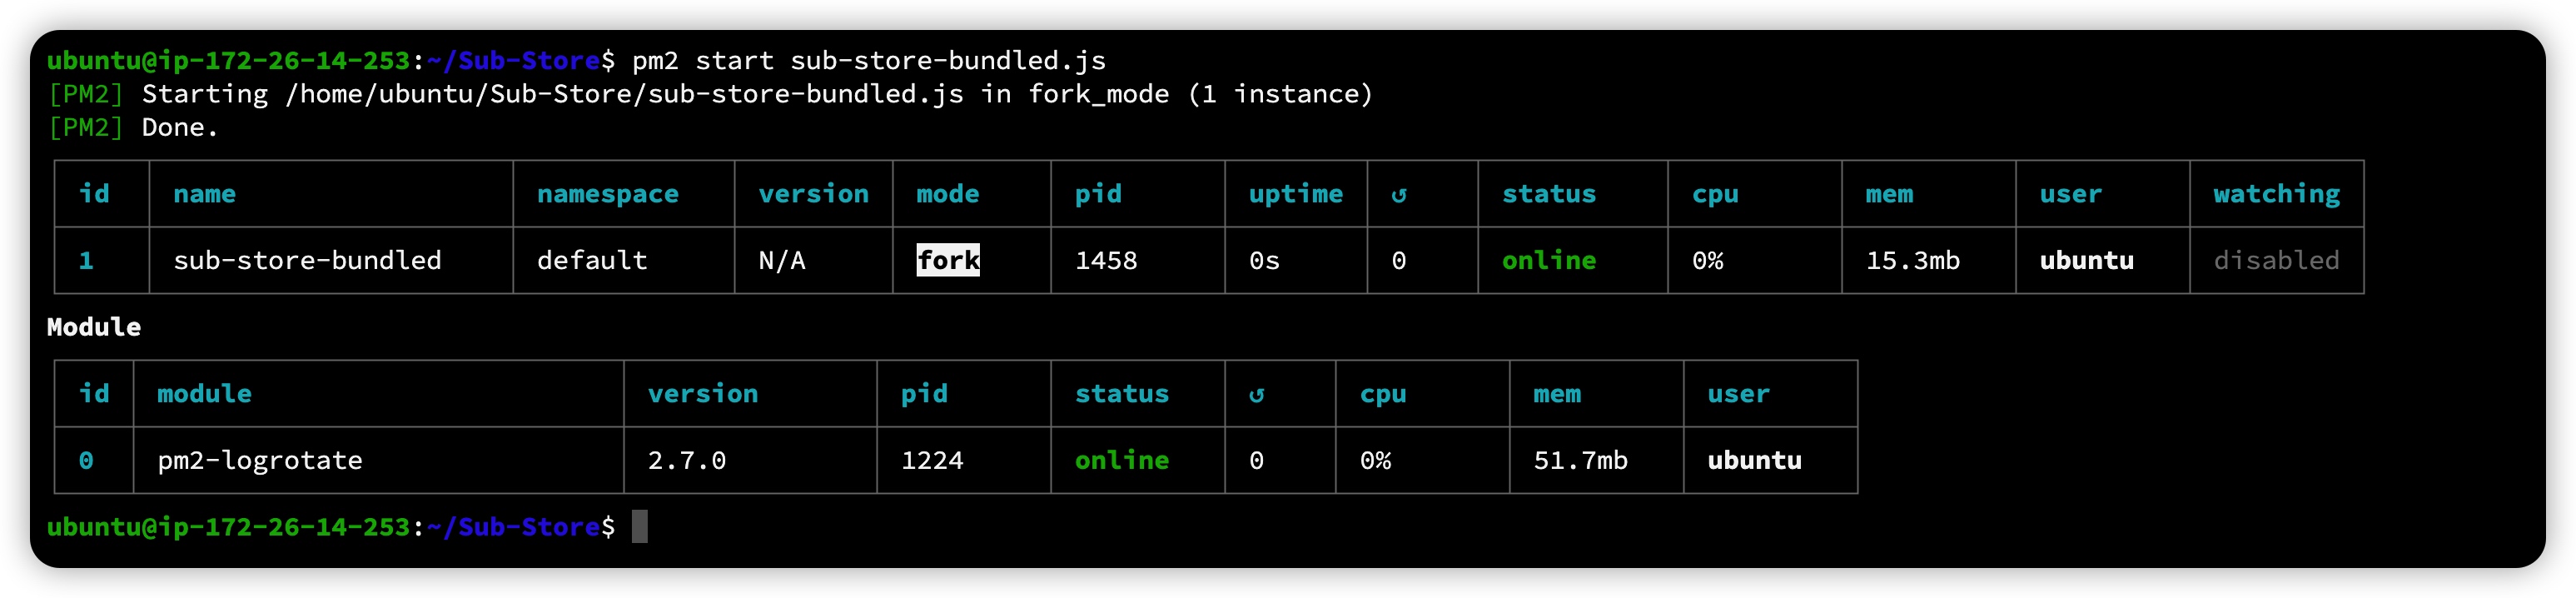 ubuntu@ip-172-26-14-253:~/Sub-Store$ pm2 start sub-store-bundled.js
[PM2] Starting /home/ubuntu/Sub-Store/sub-store-bundled.js in fork_mode (1 instance)
[PM2] Done.
id name namespace version mode pid uptime ↺ status cpu mem user watching
1 sub-store-bundled default N/A fork 1458 0s 0 online 0% 15.3mb ubuntu disabled
Module
id module version pid status ↺ cpu mem user
0 pm2-logrotate 2.7.0 1224 online 0 0% 51.7mb ubuntu
ubuntu@ip-172-26-14-253:~/Sub-Store$